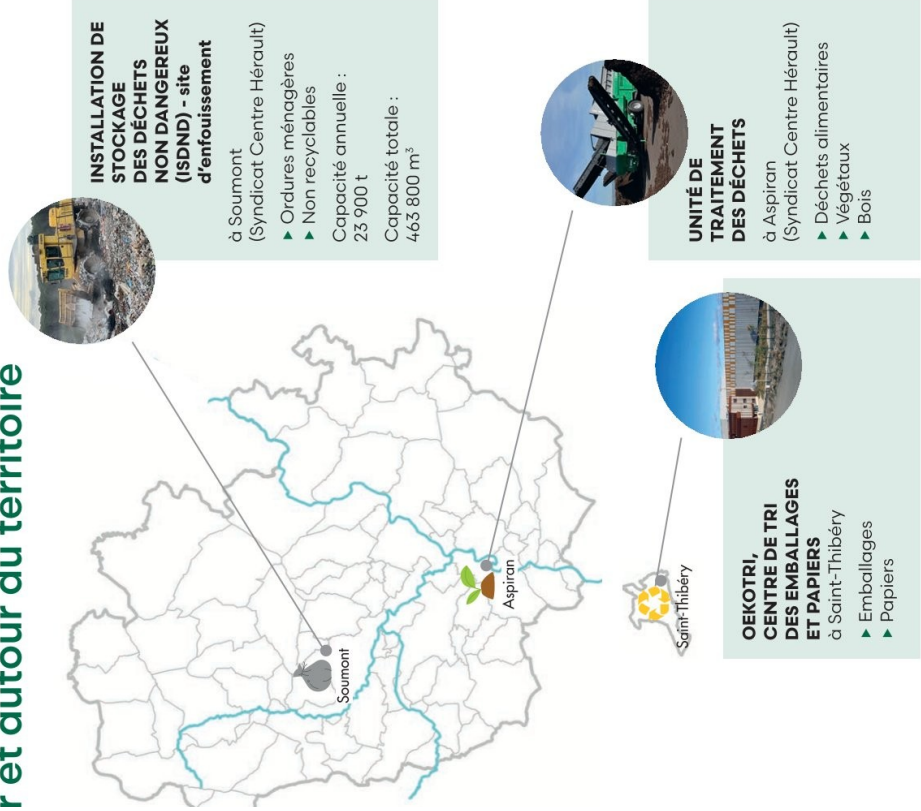 r et autour du territoire
INSTALLATION DE
STOCKAGE
DES DÉCHETS
NON DANGEREUX
(ISDND) - site
d'enfouissement
à Soumont
(Syndicat Centre Hérault)
▶ Ordures ménagères
▶ Non recyclables
Capacité annuelle :
23 900 t
Capacité totale :
463 800 m³
UNITÉ DE
TRAITEMENT
DES DÉCHETS
à Aspiran
(Syndicat Centre Hérault)
▶ Déchets alimentaires
▶ Végétaux
▶ Bois
OEKOTRI,
CENTRE DE TRI
DES EMBALLAGES
ET PAPIERS
à Saint-Thibéry
▶ Emballages
▶ Papiers
Soumont
Aspiran
Saint-Thibéry